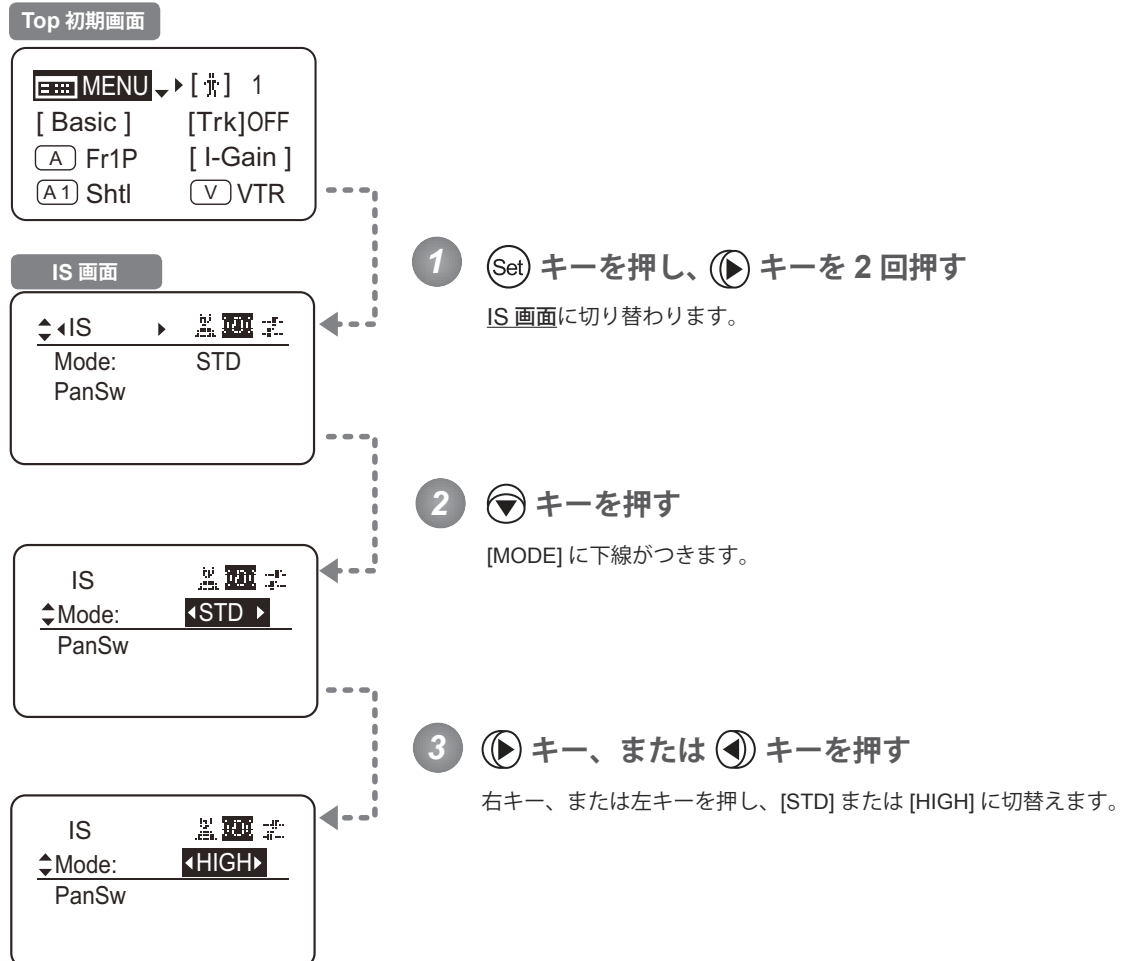 Top 初期画面
MENU [ ] 1
[ Basic ] [Trk]OFF
A Fr1P [ I-Gain ]
A1 Shtl V VTR
1 Set キーを押し、 キーを 2 回押す
IS 画面に切り替わります。
IS 画面
IS
Mode: STD
PanSw
2 キーを押す
[MODE] に下線がつきます。
IS
Mode: STD
PanSw
3 キー、または キーを押す
右キー、または左キーを押し、[STD] または [HIGH] に切替えます。
IS
Mode: HIGH
PanSw